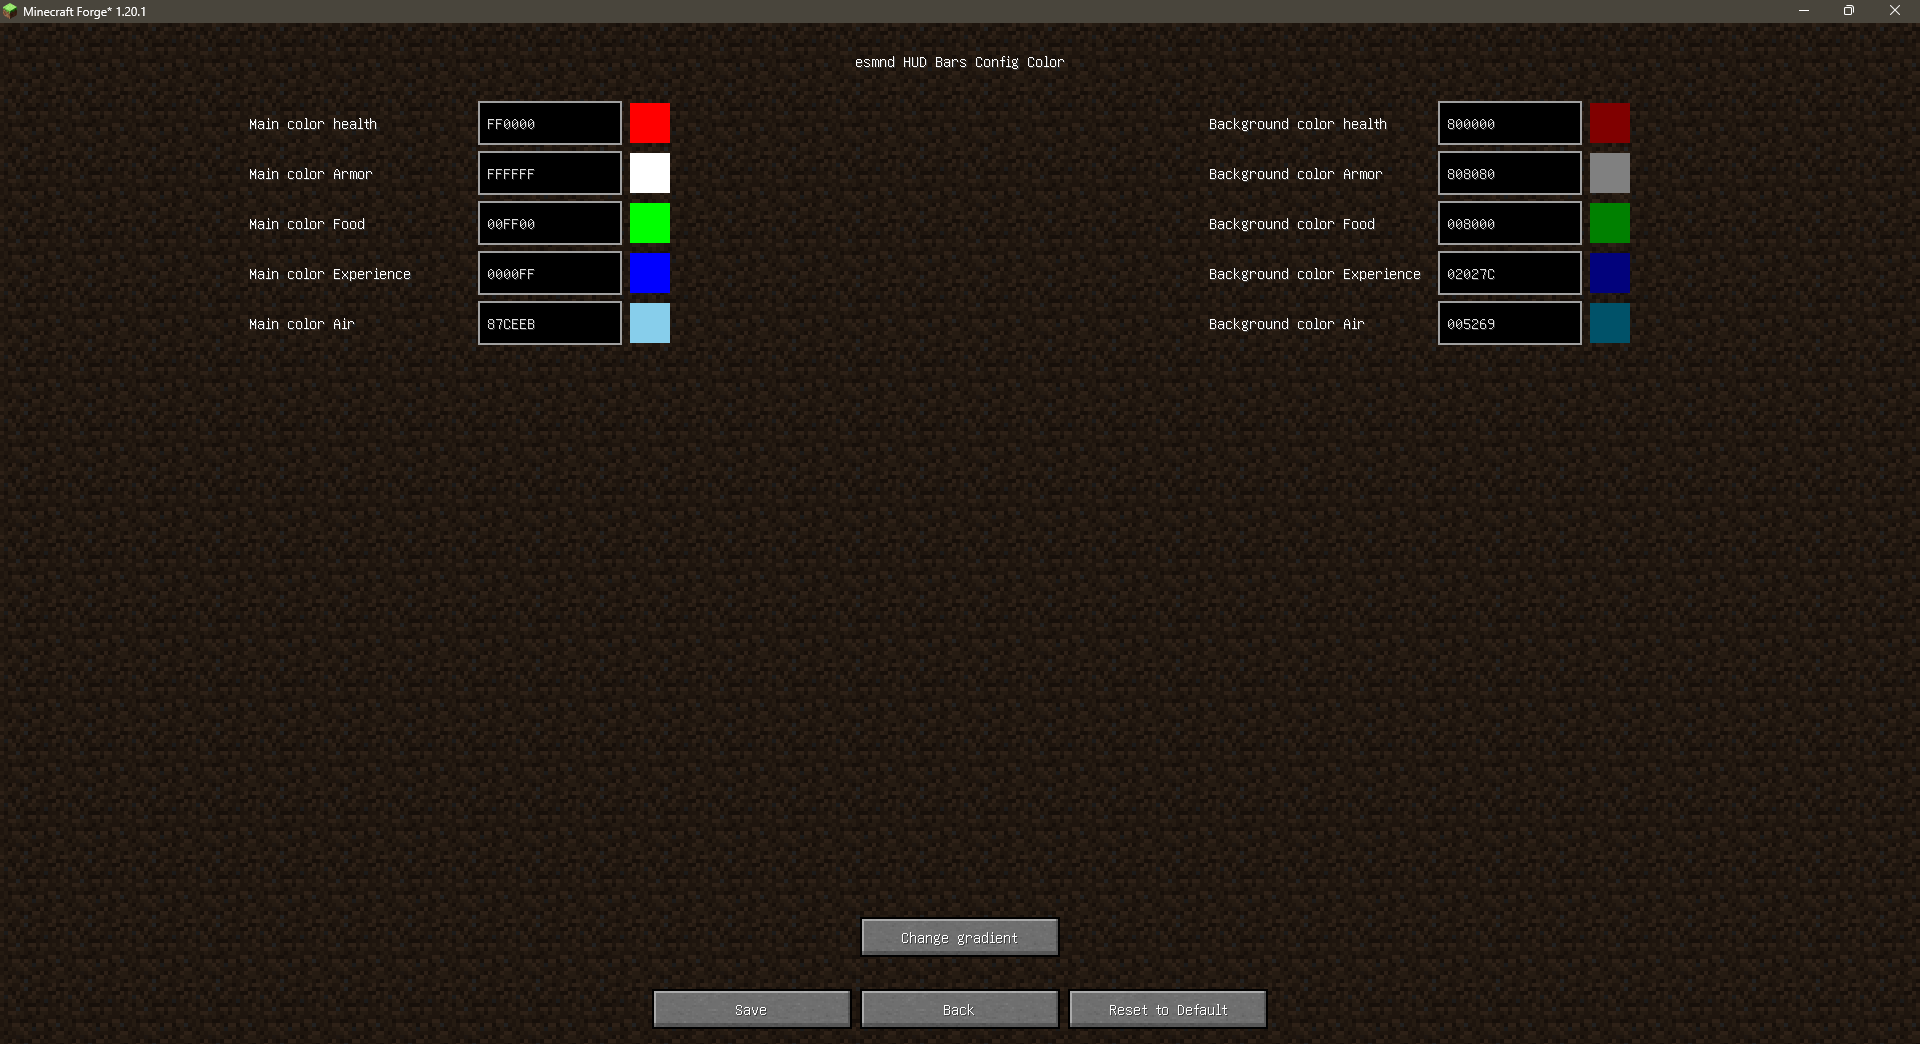 Minecraft Forge* 1.20.1
esmnd HUD Bars Config Color
Main color health
FF0000
Background color health
800000
Main color Armor
FFFFFF
Background color Armor
808080
Main color Food
00FF00
Background color Food
008000
Main color Experience
0000FF
Background color Experience
02027C
Main color Air
87CEEB
Background color Air
005269
Change gradient
Save
Back
Reset to Default